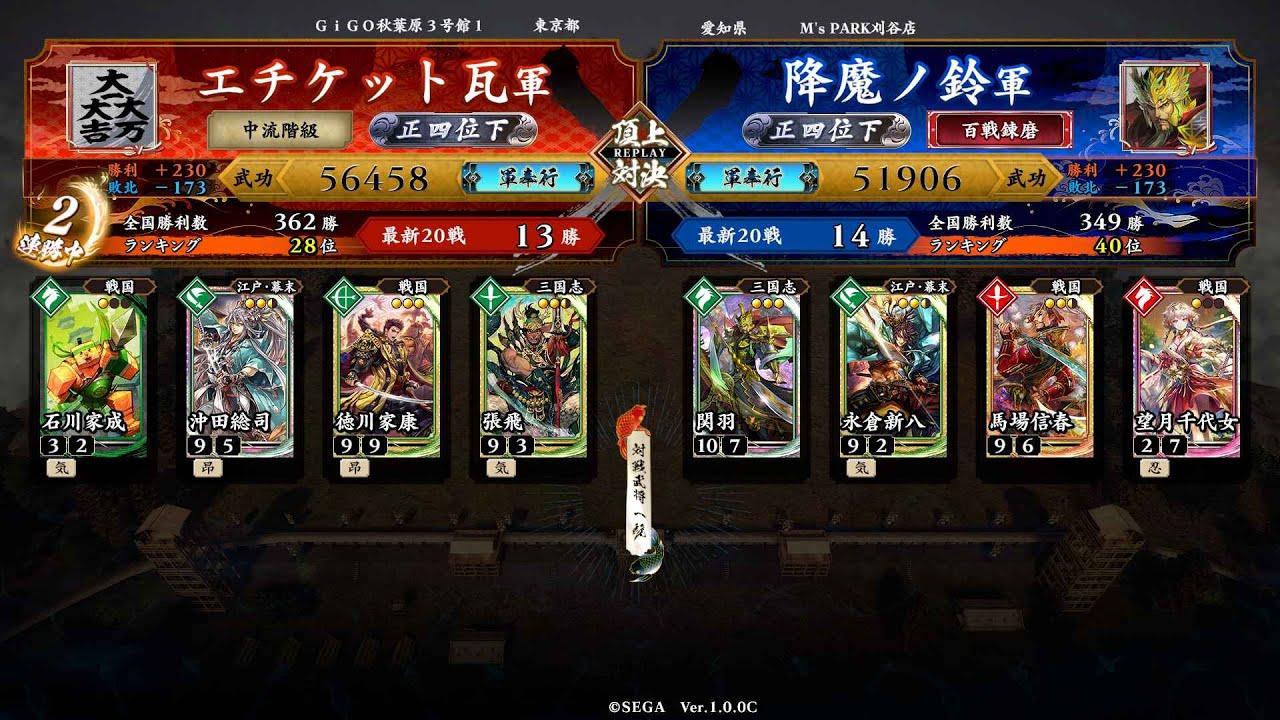 GiGO秋葉原3号館1 東京都
愛知県 M's PARK刈谷店
大一大万大吉
エチケット瓦軍
中流階級
正四位下
勝利 +230
敗北 -173
武功
56458
軍奉行
2連勝中
全国勝利数 362勝
ランキング 28位
最新20戦 13勝
頂上
REPLAY
対決
降魔ノ鈴軍
正四位下
百戦錬磨
軍奉行
51906
武功
勝利 +230
敗北 -173
最新20戦 14勝
全国勝利数 349勝
ランキング 40位
戦国
石川家成
3 2
気
江戸・幕末
沖田総司
9 5
昂
戦国
徳川家康
9 9
昂
三国志
張飛
9 3
気
対戦武将一覧
三国志
関羽
10 7
江戸・幕末
永倉新八
9 2
気
戦国
馬場信春
9 6
戦国
望月千代女
2 7
忍
©SEGA Ver.1.0.0C